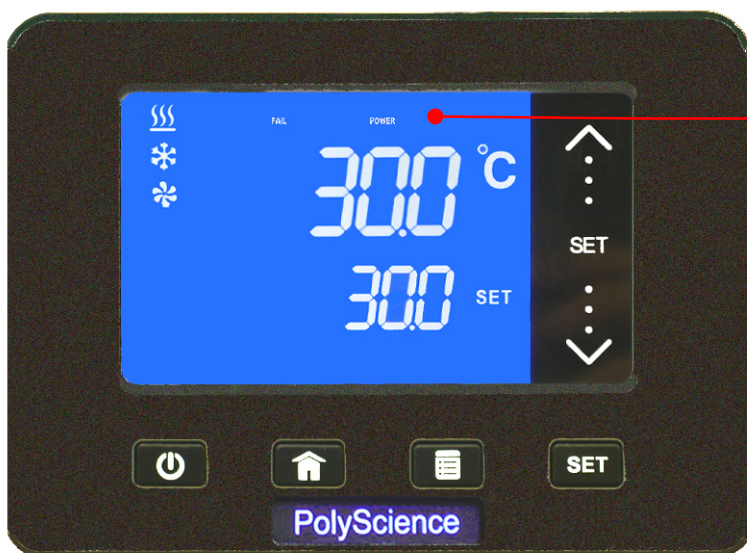 FAIL POWER
30.0 °C
SET
30.0 SET
SET
PolyScience